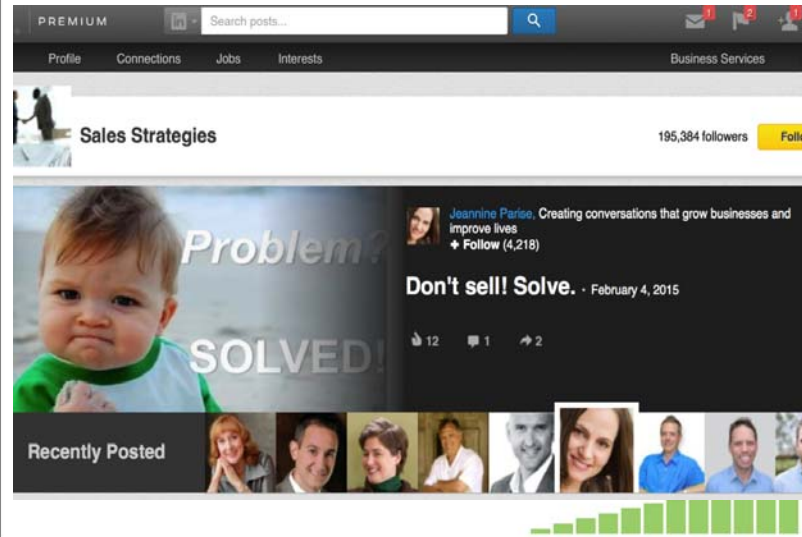 PREMIUM
in
Search posts...
1
2
1
Profile Connections Jobs Interests Business Services
Sales Strategies
195,384 followers
Follo
Problem?
SOLVED!
Jeannine Parise, Creating conversations that grow businesses and
improve lives
+ Follow (4,218)
Don't sell! Solve. · February 4, 2015
12 1 2
Recently Posted